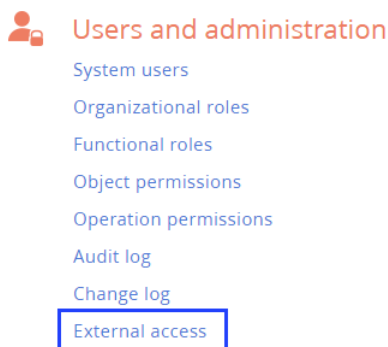 Users and administration
System users
Organizational roles
Functional roles
Object permissions
Operation permissions
Audit log
Change log
External access